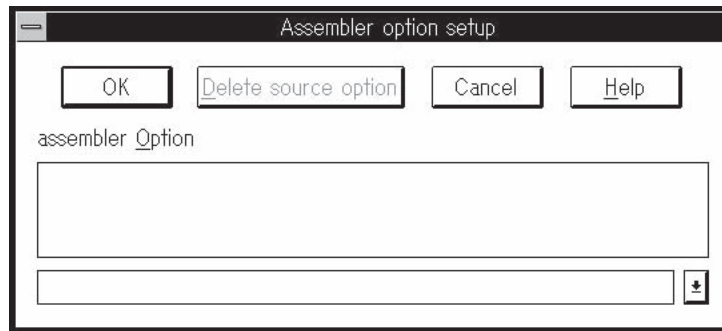 Assembler option setup
OK Delete source option Cancel Help
assembler Option